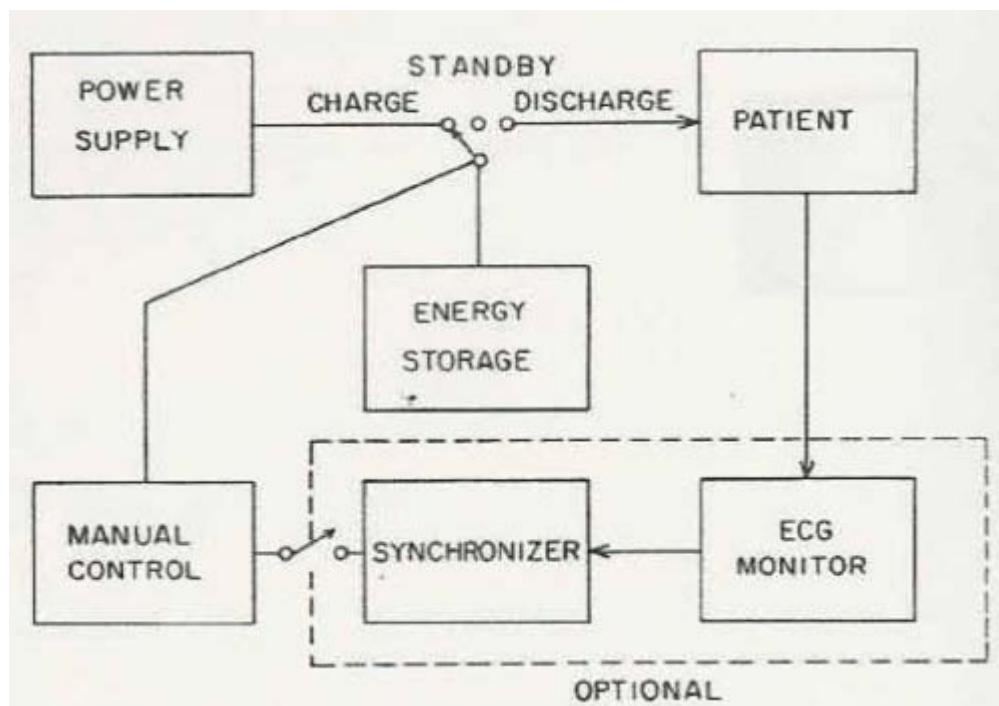 STANDBY
POWER
SUPPLY
CHARGE
DISCHARGE
PATIENT
ENERGY
STORAGE
MANUAL
CONTROL
SYNCHRONIZER
ECG
MONITOR
OPTIONAL